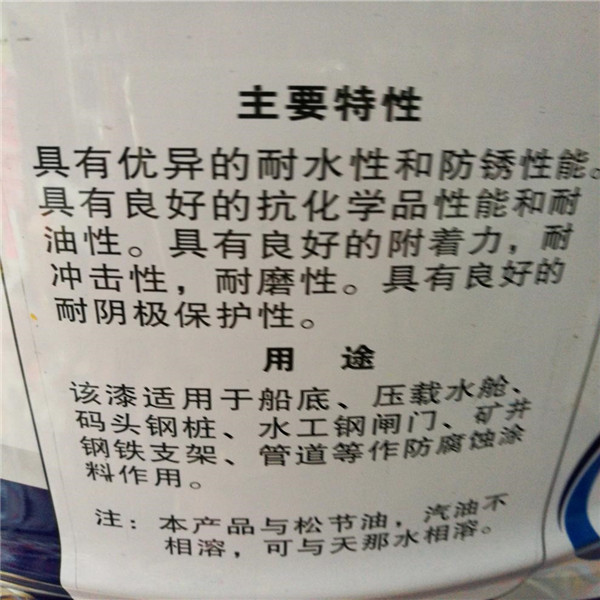 主要特性
具有优异的耐水性和防锈性能。
具有良好的抗化学品性能和耐
油性。具有良好的附着力，耐
冲击性，耐磨性。具有良好的
耐阴极保护性。
用 途
该漆适用于船底、压载水舱、
码头钢桩、水工钢闸门、矿井
钢铁支架、管道等作防腐蚀涂
料作用。
注：本产品与松节油，汽油不
相溶，可与天那水相溶。